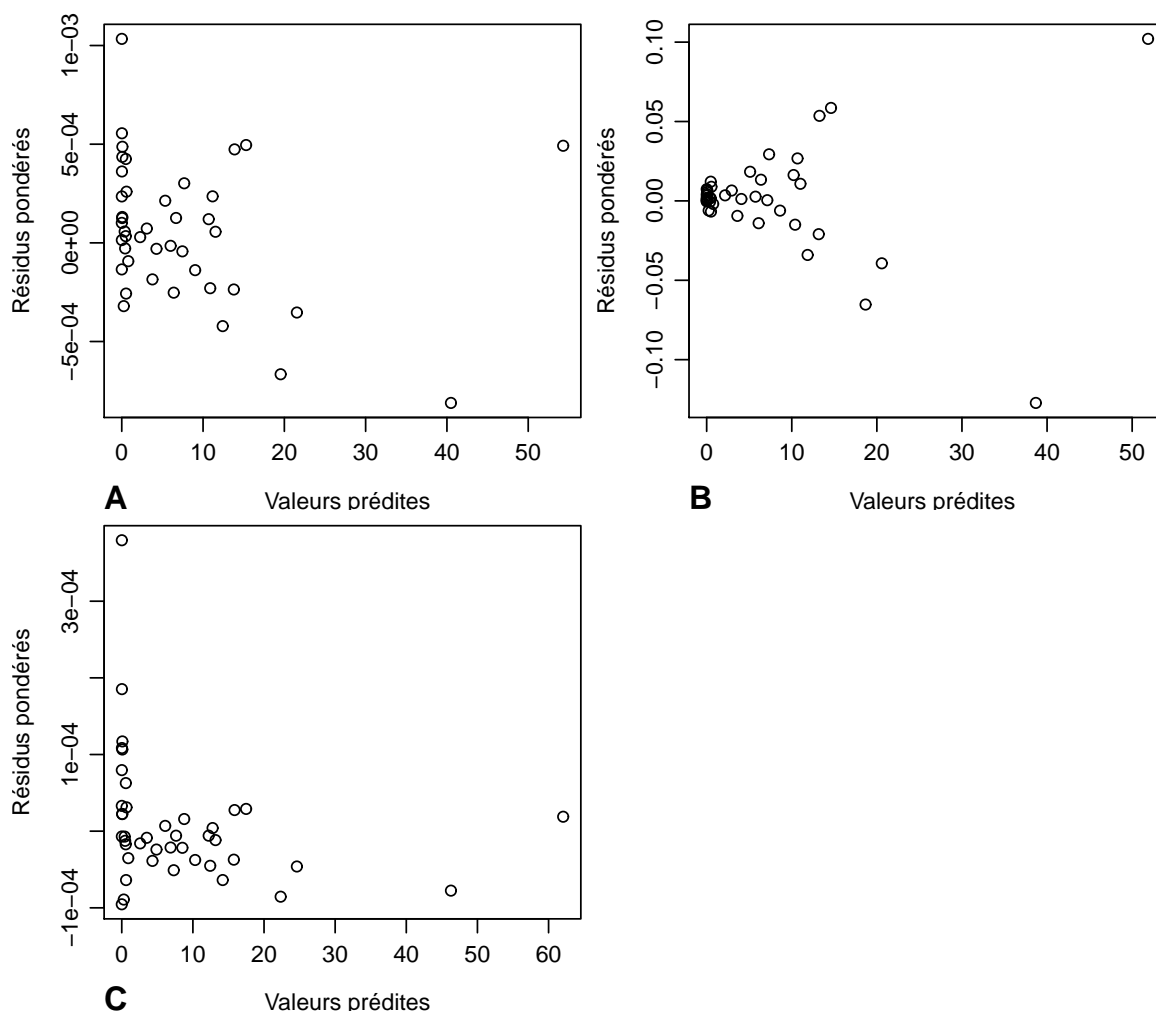 1e−03
5e−04
0e+00
−5e−04
Résidus pondérés
0 10 20 30 40 50
A
Valeurs prédites
0.10
0.05
0.00
−0.05
−0.10
Résidus pondérés
0 10 20 30 40 50
B
Valeurs prédites
3e−04
1e−04
−1e−04
Résidus pondérés
0 10 20 30 40 50 60
C
Valeurs prédites